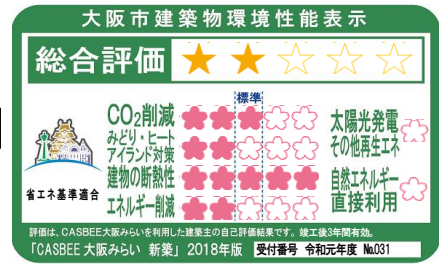 大阪市建築物環境性能表示
総合評価
標準
CO₂削減
みどり・ヒート
アイランド対策
建物の断熱性
エネルギー削減
太陽光発電
その他再生エネ
自然エネルギー
直接利用
省エネ基準適合
評価は、CASBEE大阪みらいを利用した建築主の自己評価結果です。竣工後3年間有効。
「CASBEE大阪みらい 新築」2018年版 受付番号 令和元年度 №031